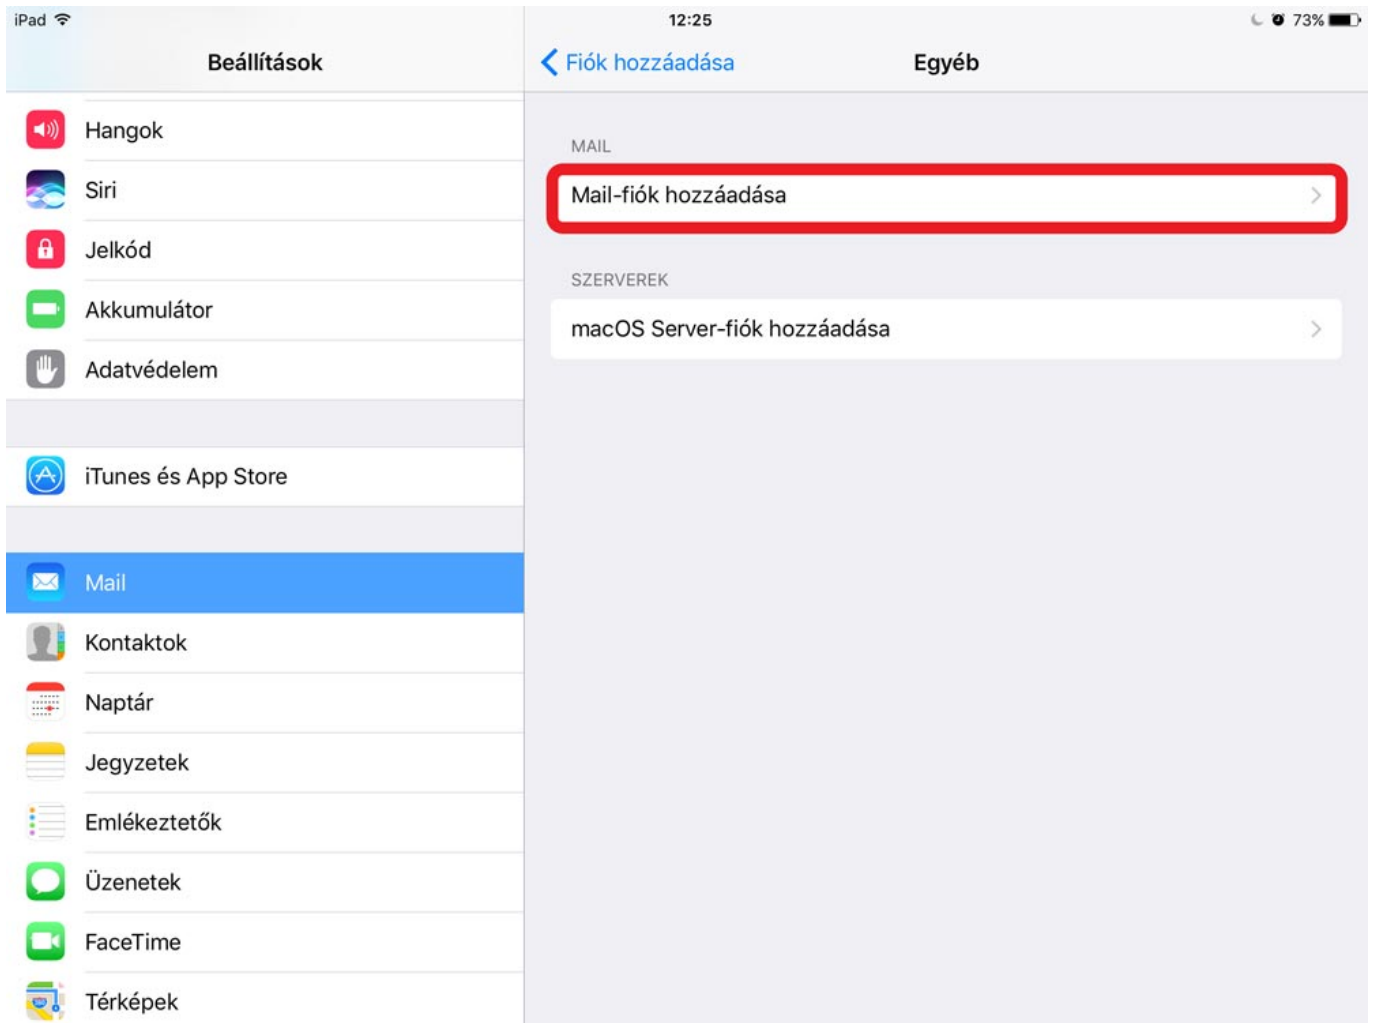 iPad
12:25
73%
Beállítások
Fiók hozzáadása
Egyéb
Hangok
Siri
Jelkód
Akkumulátor
Adatvédelem
iTunes és App Store
Mail
Kontaktok
Naptár
Jegyzetek
Emlékeztetők
Üzenetek
FaceTime
Térképek
MAIL
Mail-fiók hozzáadása
SZERVEREK
macOS Server-fiók hozzáadása